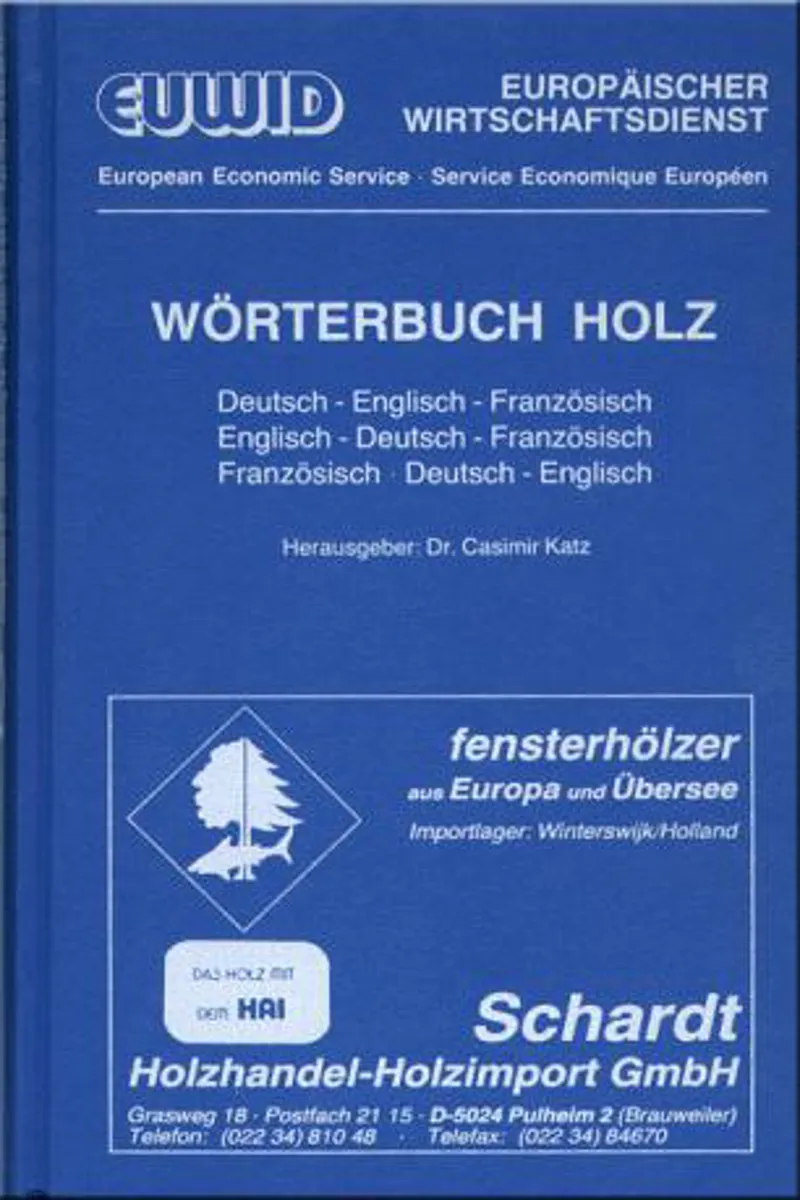 EUWID
EUROPÄISCHER
WIRTSCHAFTSDIENST
European Economic Service · Service Economique Européen
WÖRTERBUCH HOLZ
Deutsch - Englisch - Französisch
Englisch - Deutsch - Französisch
Französisch · Deutsch - Englisch
Herausgeber: Dr. Casimir Katz
fensterhölzer
aus Europa und Übersee
Importlager: Winterswijk/Holland
DAS HOLZ MIT
DEM HAI
Schardt
Holzhandel-Holzimport GmbH
Grasweg 18 · Postfach 21 15 · D-5024 Pulheim 2 (Brauweiler)
Telefon: (022 34) 810 48 · Telefax: (022 34) 84670